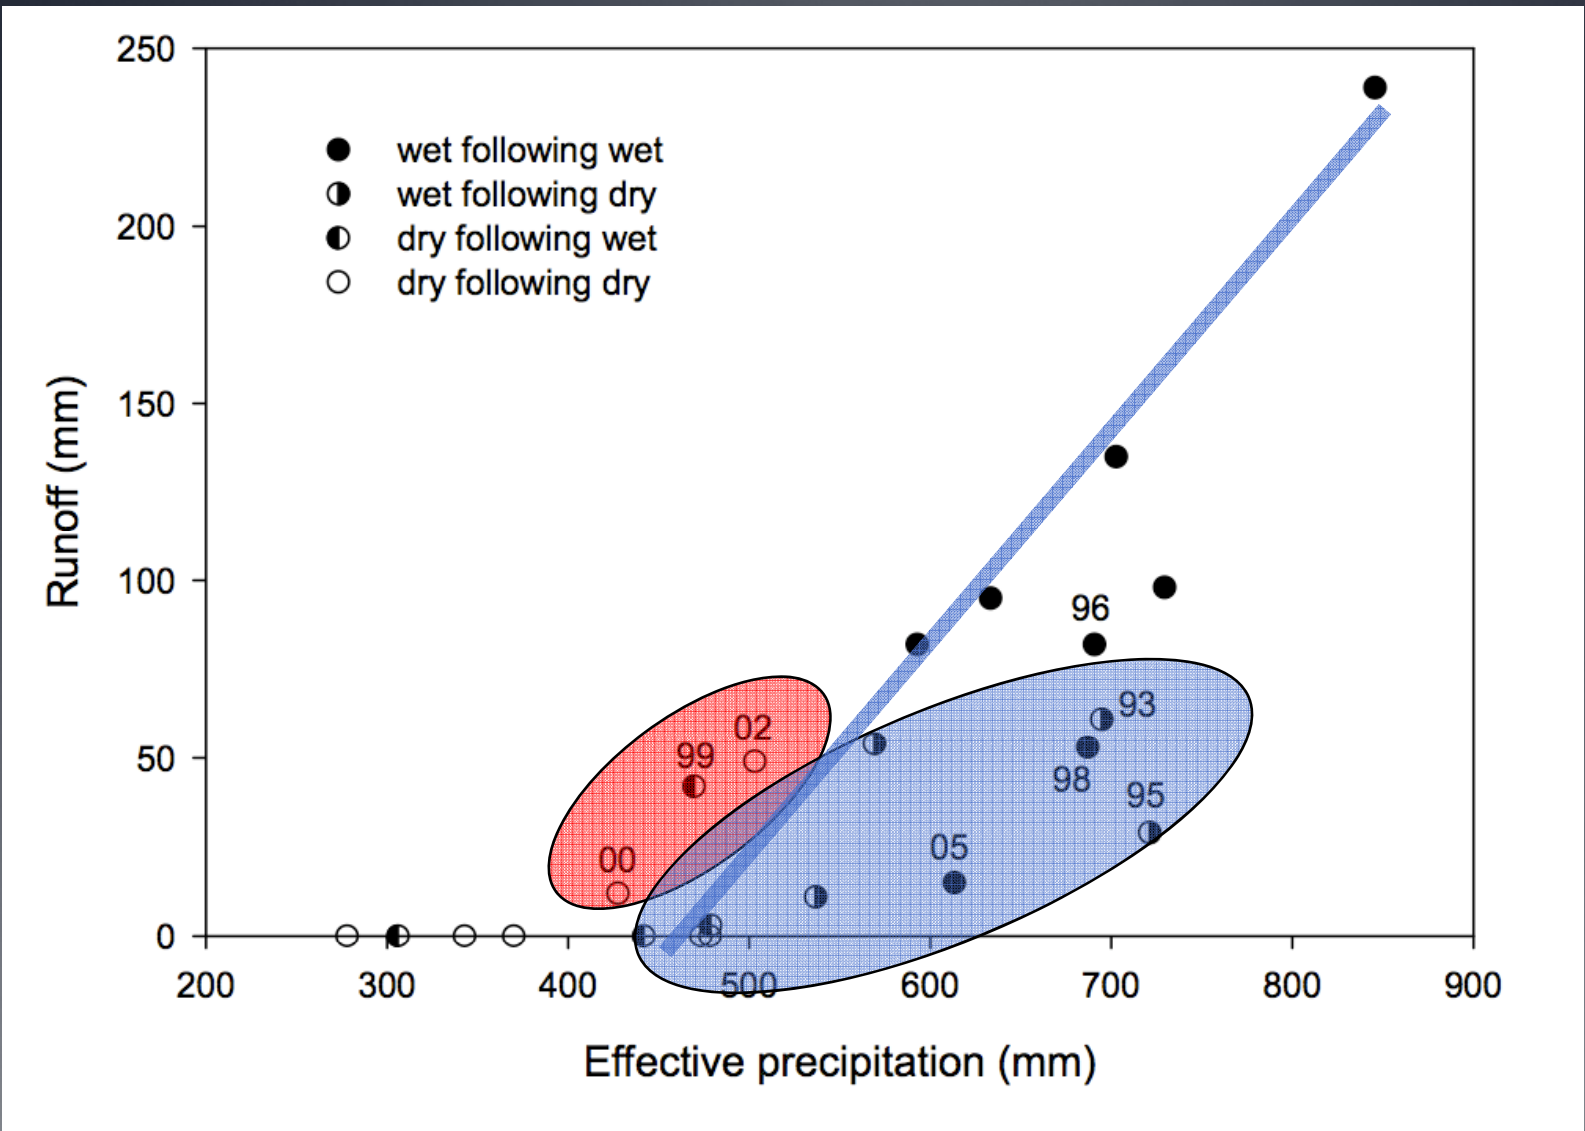 250
wet following wet
wet following dry
200
dry following wet
dry following dry
150
Runoff (mm)
100
96
93
02
50
99
98
95
05
00
0
200 300 400 500 600 700 800 900
Effective precipitation (mm)